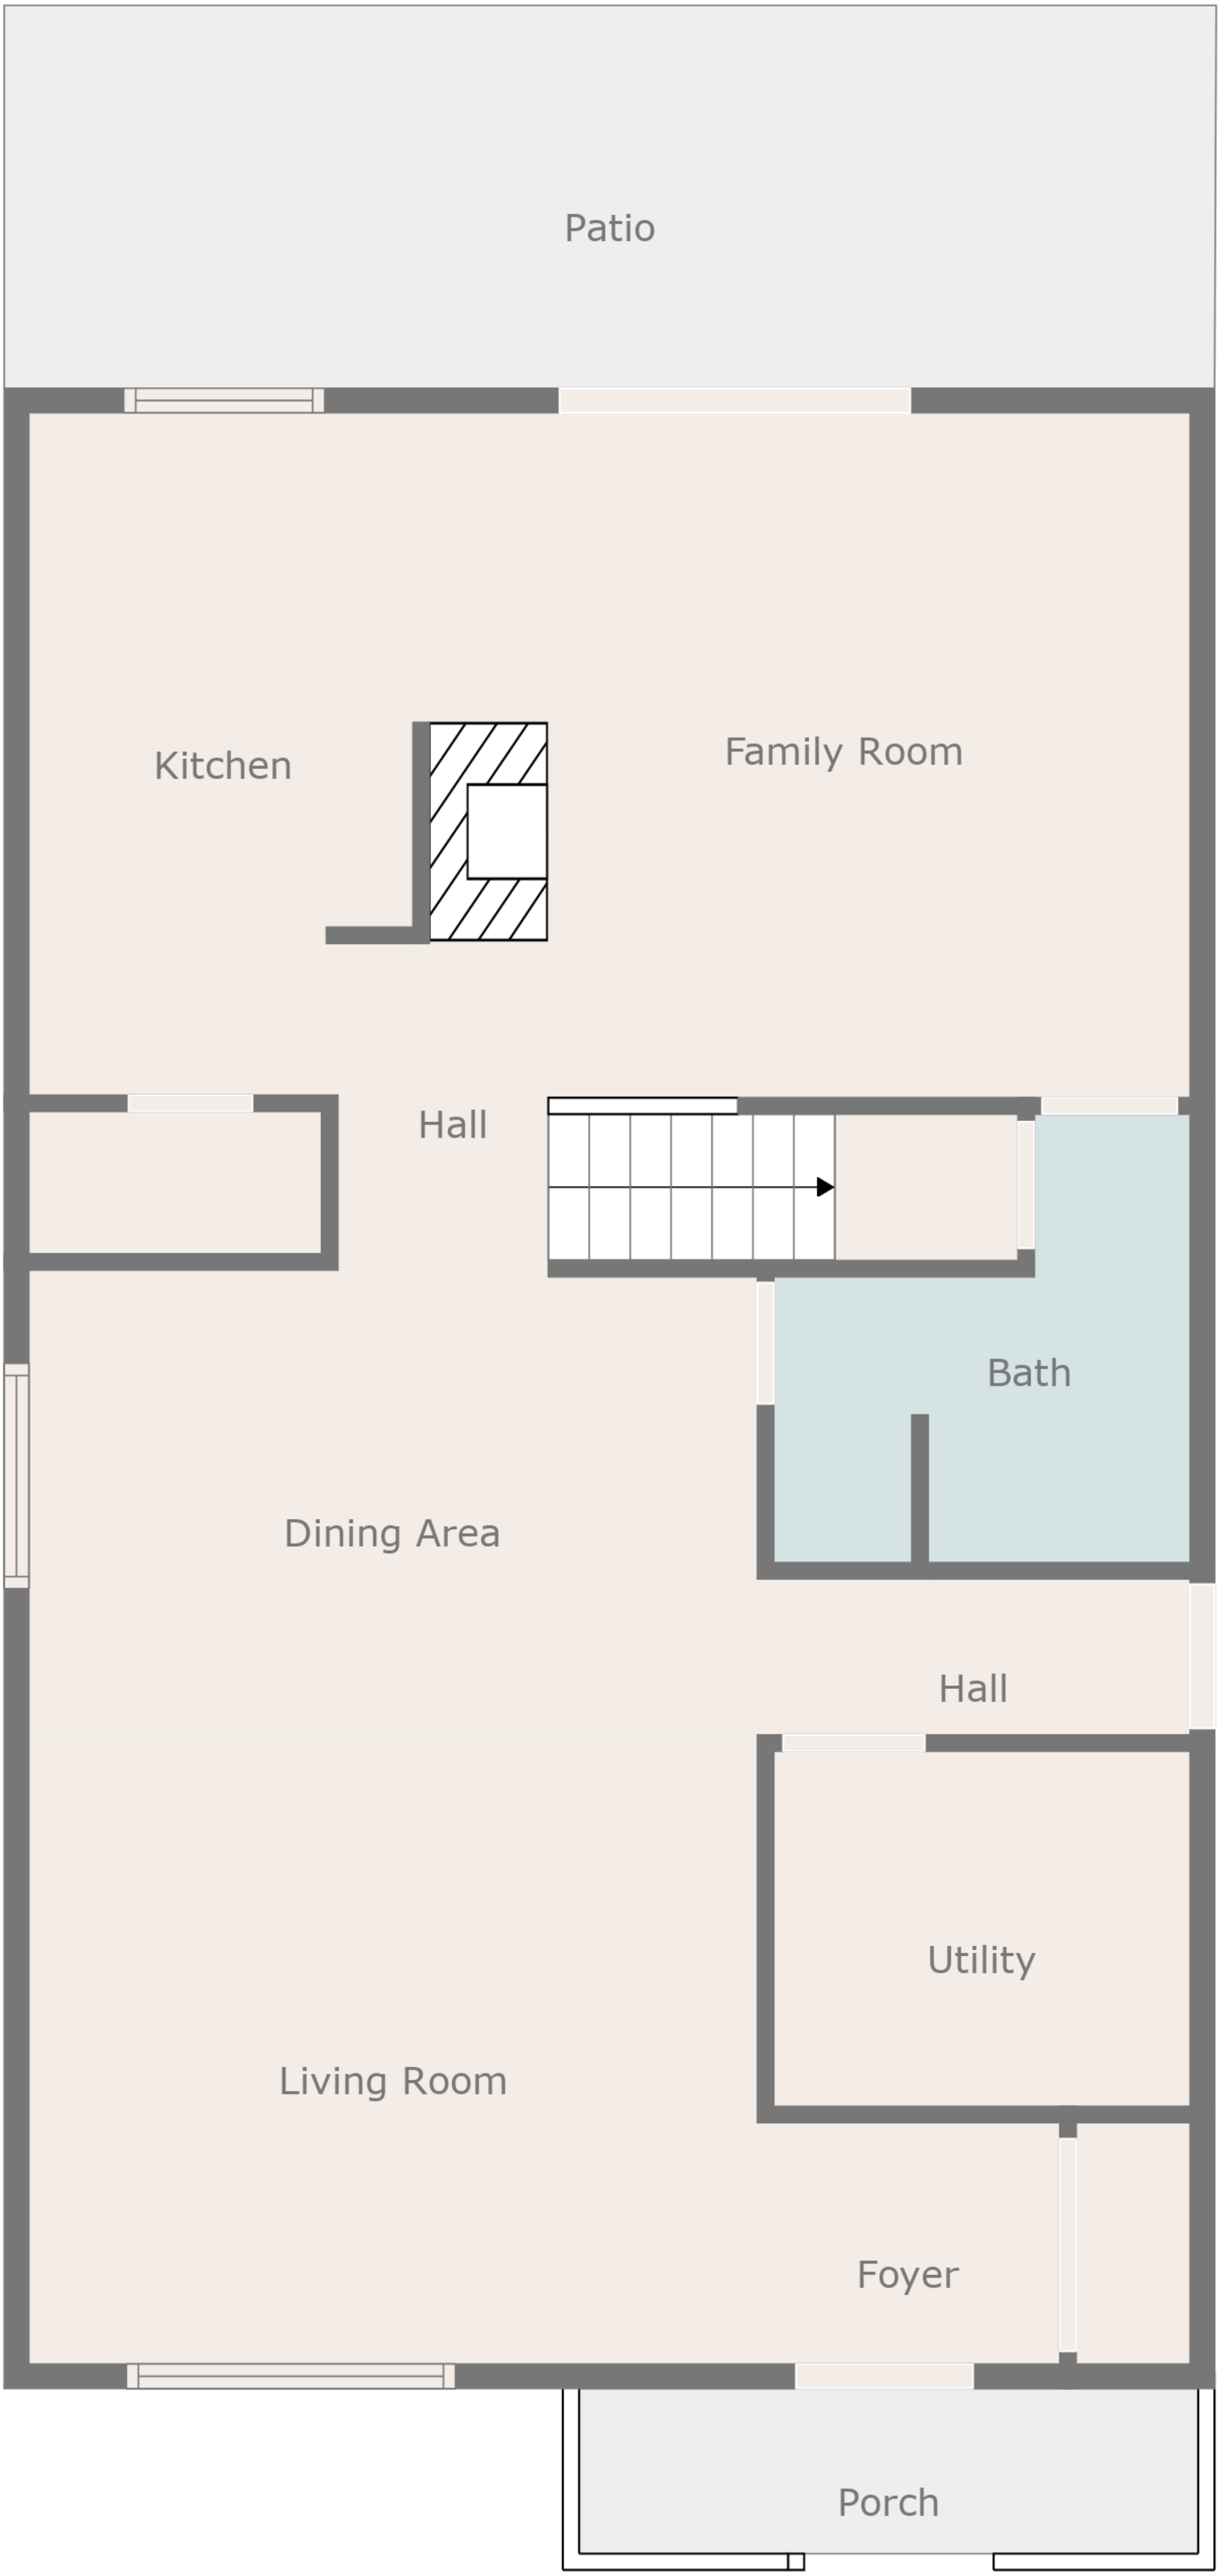 Patio
Kitchen
Family Room
Hall
Bath
Dining Area
Hall
Utility
Living Room
Foyer
Porch